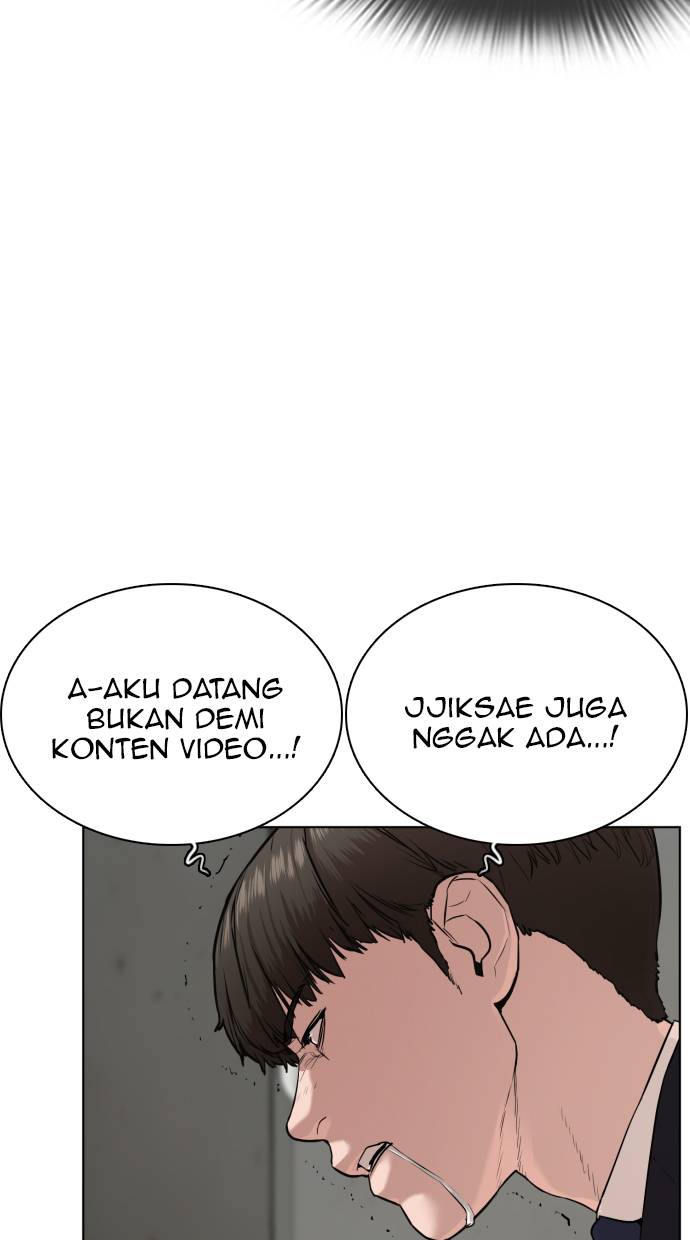 A-AKU DATANG
BUKAN DEMI
KONTEN VIDEO...!
JJIKSAE JUGA
NGGAK ADA...!